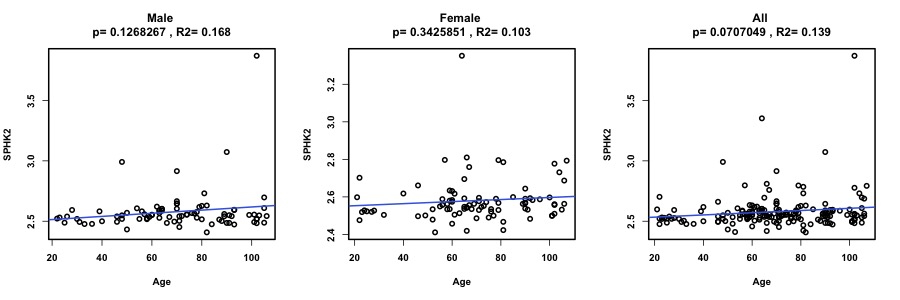 Male
p= 0.1268267 , R2= 0.168
SPHK2
3.5
3.0
2.5
20 40 60 80 100
Age
Female
p= 0.3425851 , R2= 0.103
SPHK2
3.2
3.0
2.8
2.6
2.4
20 40 60 80 100
Age
All
p= 0.0707049 , R2= 0.139
SPHK2
3.5
3.0
2.5
20 40 60 80 100
Age